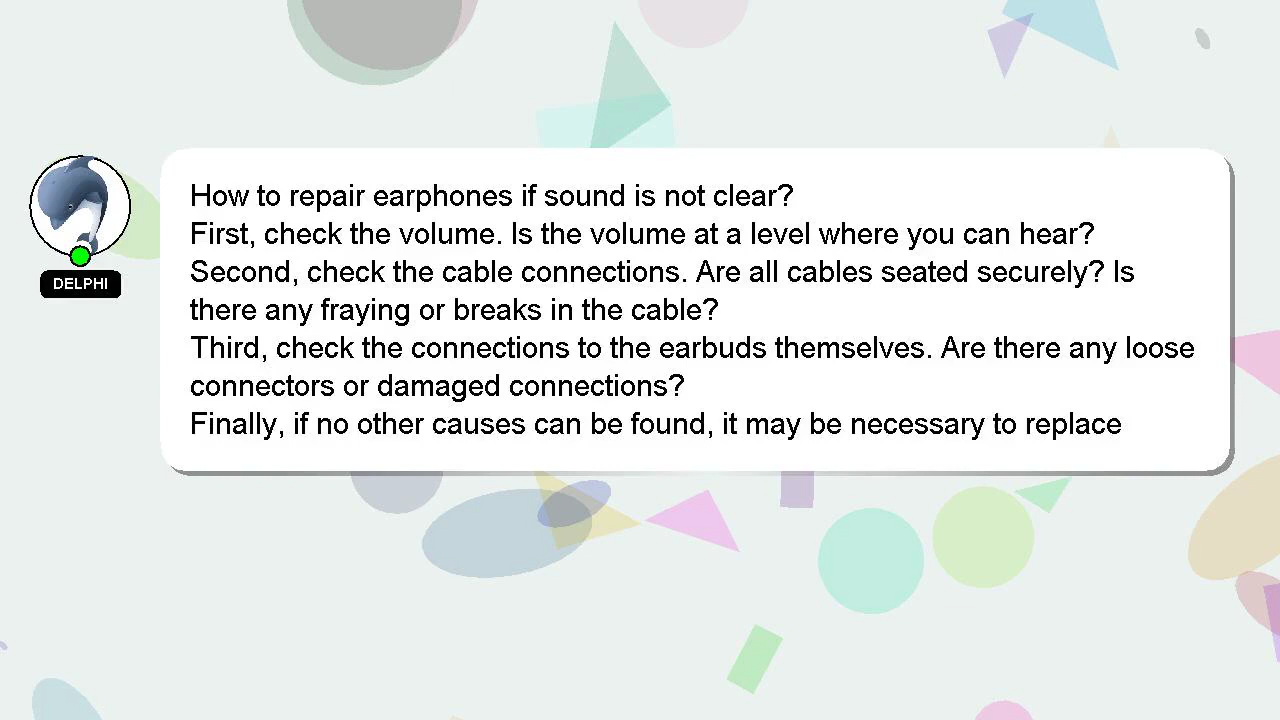 DELPHI
How to repair earphones if sound is not clear?
First, check the volume. Is the volume at a level where you can hear?
Second, check the cable connections. Are all cables seated securely? Is
there any fraying or breaks in the cable?
Third, check the connections to the earbuds themselves. Are there any loose
connectors or damaged connections?
Finally, if no other causes can be found, it may be necessary to replace